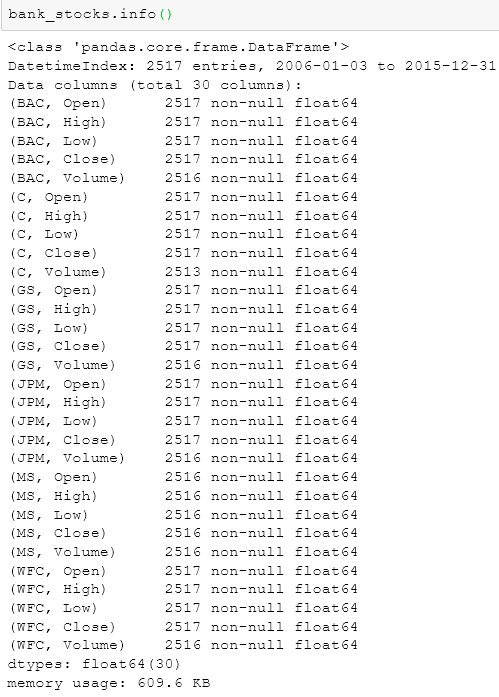 bank_stocks.info()
<class 'pandas.core.frame.DataFrame'>
DatetimeIndex: 2517 entries, 2006-01-03 to 2015-12-31
Data columns (total 30 columns):
(BAC, Open)      2517 non-null float64
(BAC, High)      2517 non-null float64
(BAC, Low)       2517 non-null float64
(BAC, Close)     2517 non-null float64
(BAC, Volume)    2516 non-null float64
(C, Open)        2517 non-null float64
(C, High)        2517 non-null float64
(C, Low)         2517 non-null float64
(C, Close)       2517 non-null float64
(C, Volume)      2513 non-null float64
(GS, Open)       2517 non-null float64
(GS, High)       2517 non-null float64
(GS, Low)        2517 non-null float64
(GS, Close)      2517 non-null float64
(GS, Volume)     2516 non-null float64
(JPM, Open)      2517 non-null float64
(JPM, High)      2517 non-null float64
(JPM, Low)       2517 non-null float64
(JPM, Close)     2517 non-null float64
(JPM, Volume)    2516 non-null float64
(MS, Open)       2516 non-null float64
(MS, High)       2516 non-null float64
(MS, Low)        2516 non-null float64
(MS, Close)      2516 non-null float64
(MS, Volume)     2516 non-null float64
(WFC, Open)      2517 non-null float64
(WFC, High)      2517 non-null float64
(WFC, Low)       2517 non-null float64
(WFC, Close)     2517 non-null float64
(WFC, Volume)    2516 non-null float64
dtypes: float64(30)
memory usage: 609.6 KB